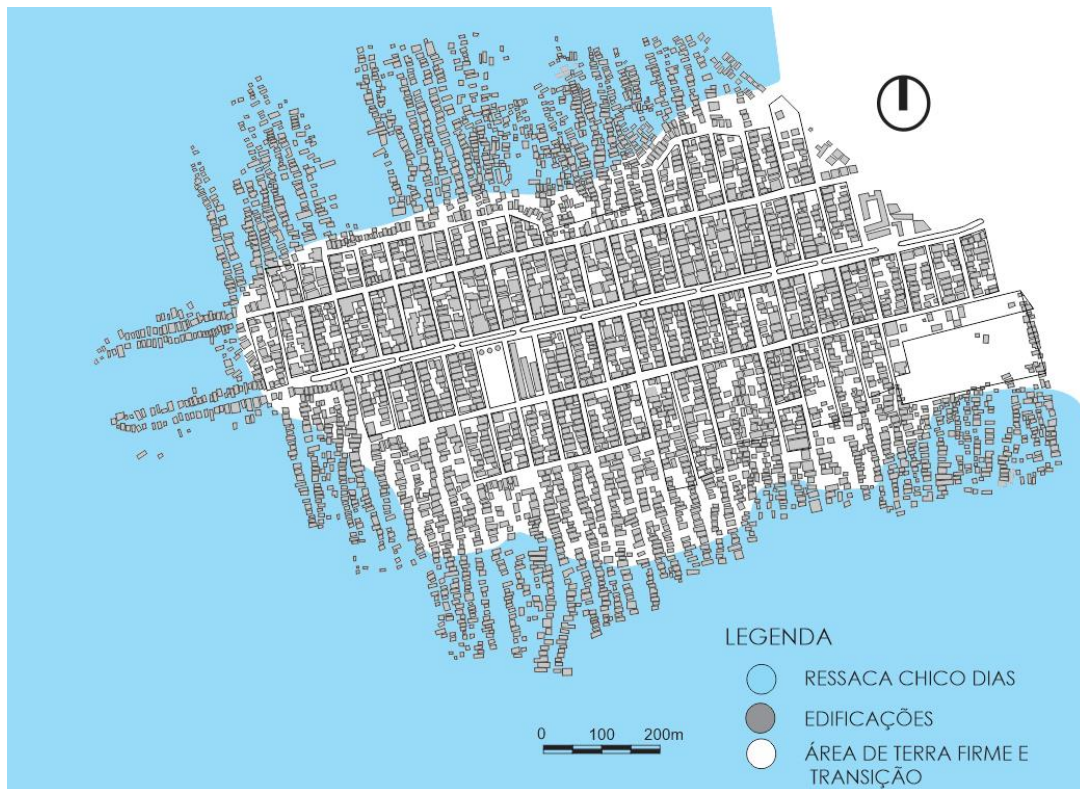 LEGENDA
RESSACA CHICO DIAS
EDIFICAÇÕES
ÁREA DE TERRA FIRME E
TRANSIÇÃO
0 100 200m